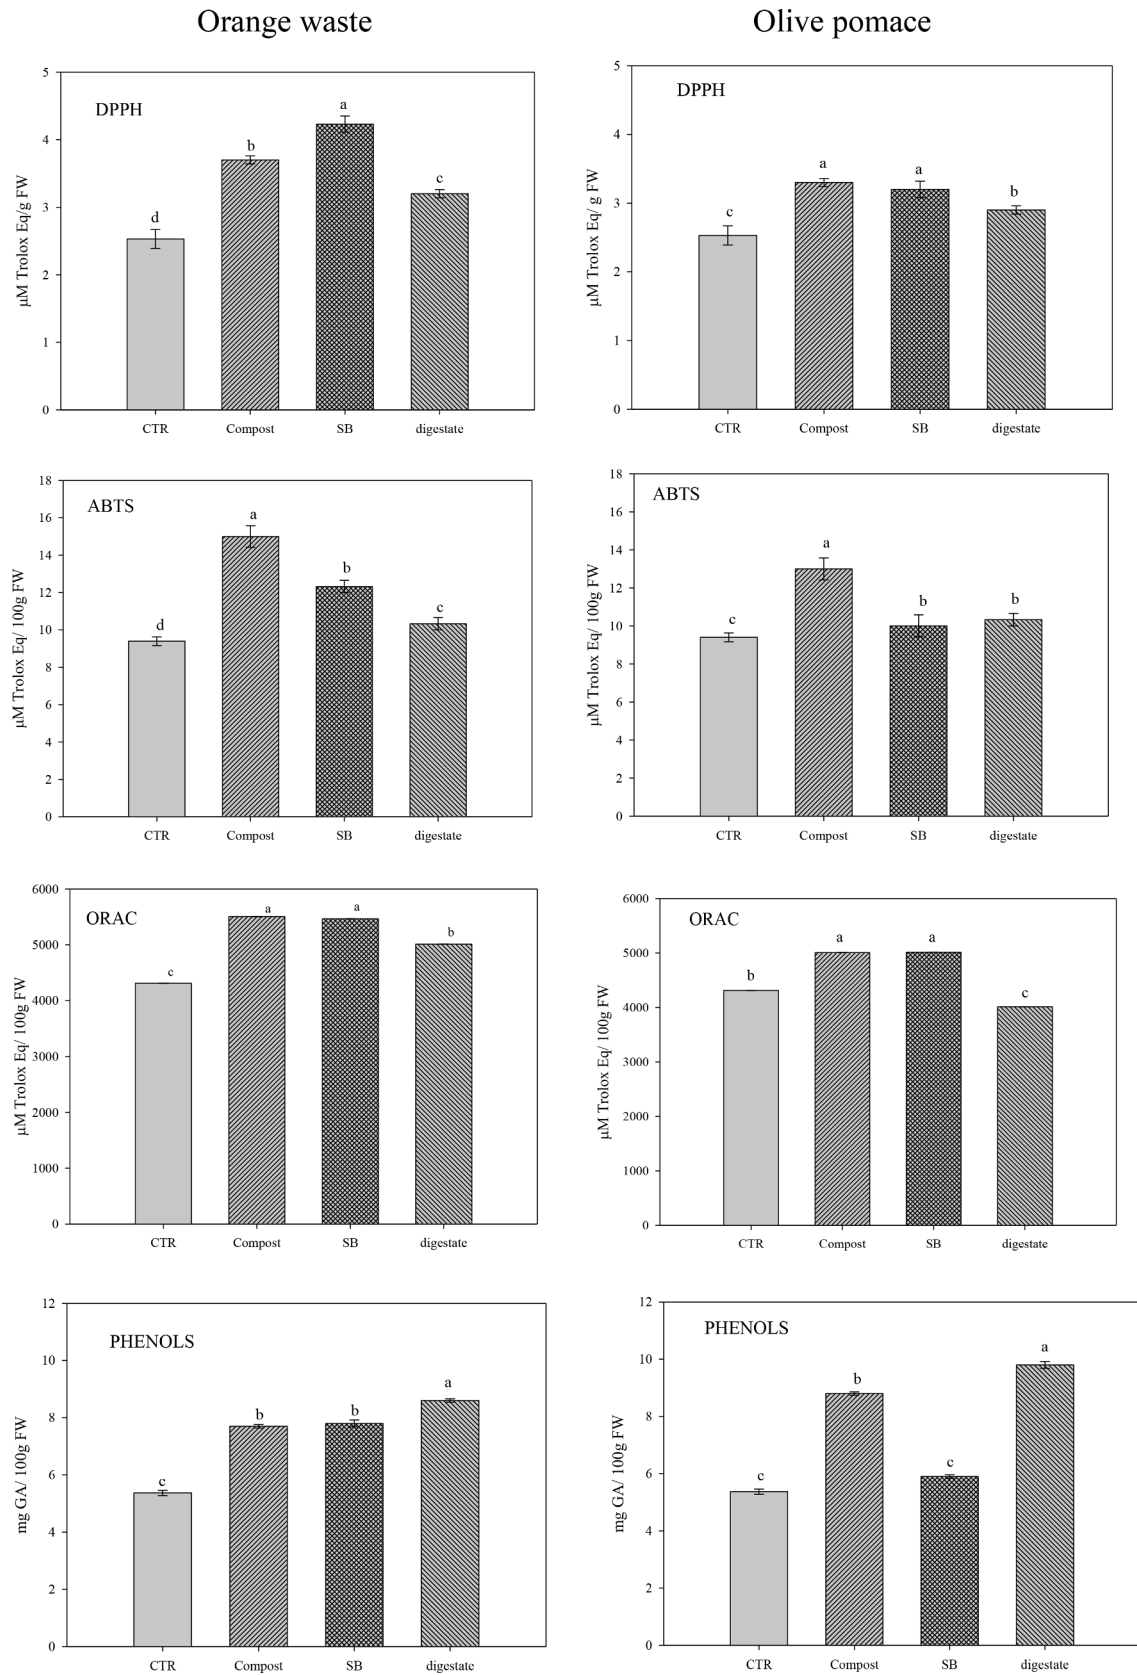 Orange waste
Olive pomace
5
4
3
2
1
0
µM Trolox Eq/g FW
DPPH
d
b
a
c
CTR Compost SB digestate
5
4
3
2
1
0
µM Trolox Eq/ g FW
DPPH
c
a
a
b
CTR Compost SB digestate
18
16
14
12
10
8
6
4
2
0
µM Trolox Eq/ 100g FW
ABTS
d
a
b
c
CTR Compost SB digestate
18
16
14
12
10
8
6
4
2
0
µM Trolox Eq/ 100g FW
ABTS
c
a
b
b
CTR Compost SB digestate
6000
5000
4000
3000
2000
1000
0
µM Trolox Eq/ 100g FW
ORAC
c
a
a
b
CTR Compost SB digestate
6000
5000
4000
3000
2000
1000
0
µM Trolox Eq/ 100g FW
ORAC
b
a
a
c
CTR Compost SB digestate
12
10
8
6
4
2
0
mg GA/ 100g FW
PHENOLS
c
b
b
a
CTR Compost SB digestate
12
10
8
6
4
2
0
mg GA/ 100g FW
PHENOLS
c
b
c
a
CTR Compost SB digestate